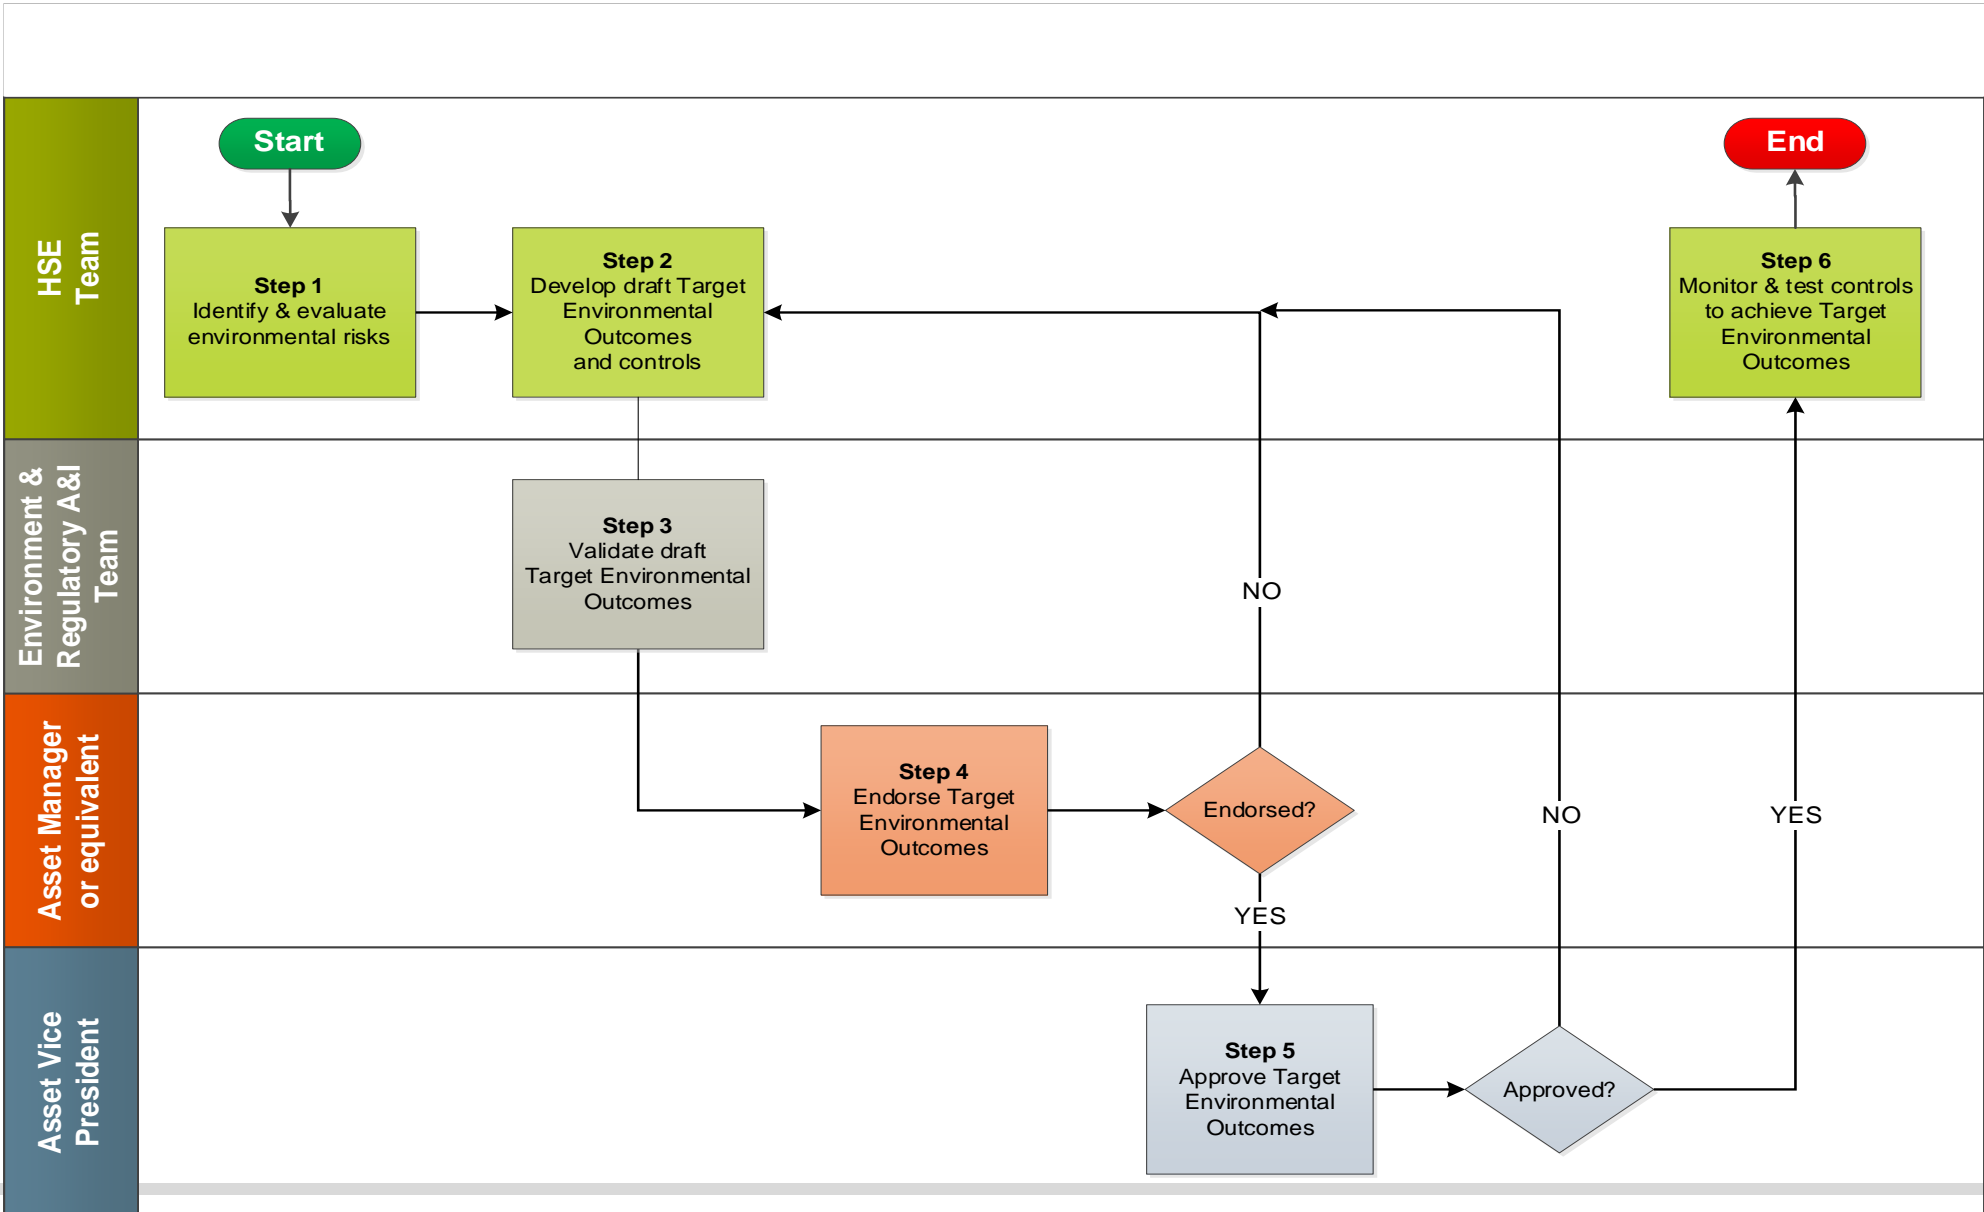 HSE
Team
Start
Step 1
Identify & evaluate
environmental risks
Step 2
Develop draft Target
Environmental
Outcomes
and controls
End
Step 6
Monitor & test controls
to achieve Target
Environmental
Outcomes
Environment &
Regulatory A&I
Team
Step 3
Validate draft
Target Environmental
Outcomes
NO
Asset Manager
or equivalent
Step 4
Endorse Target
Environmental
Outcomes
Endorsed?
YES
NO
YES
Asset Vice
President
Step 5
Approve Target
Environmental
Outcomes
Approved?